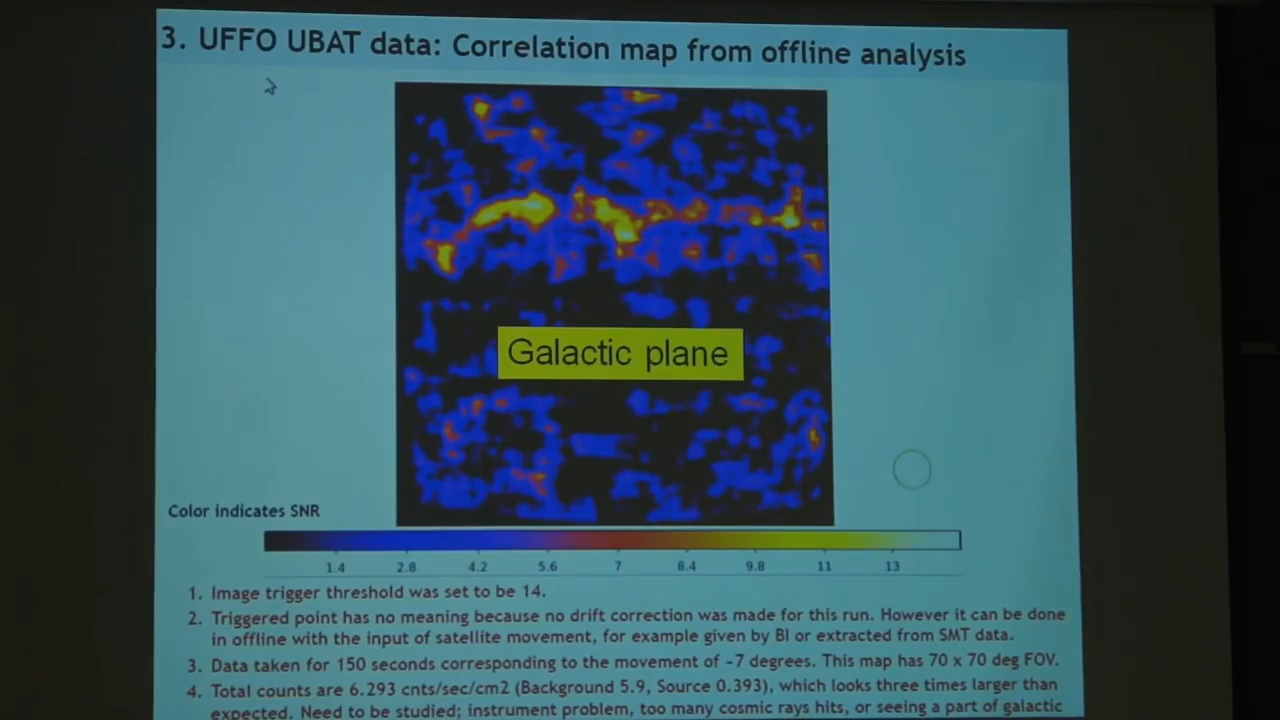 3. UFFO UBAT data: Correlation map from offline analysis
Galactic plane
Color indicates SNR
1.4 2.8 4.2 5.6 7 8.4 9.8 11 13
1. Image trigger threshold was set to be 14.
2. Triggered point has no meaning because no drift correction was made for this run. However it can be done
in offline with the input of satellite movement, for example given by BI or extracted from SMT data.
3. Data taken for 150 seconds corresponding to the movement of ~7 degrees. This map has 70 x 70 deg FOV.
4. Total counts are 6.293 cnts/sec/cm2 (Background 5.9, Source 0.393), which looks three times larger than
expected. Need to be studied; instrument problem, too many cosmic rays hits, or seeing a part of galactic